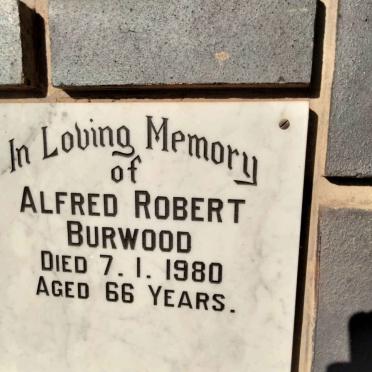 In Loving Memory
of
ALFRED ROBERT
BURWOOD
DIED 7. 1. 1980
AGED 66 YEARS.